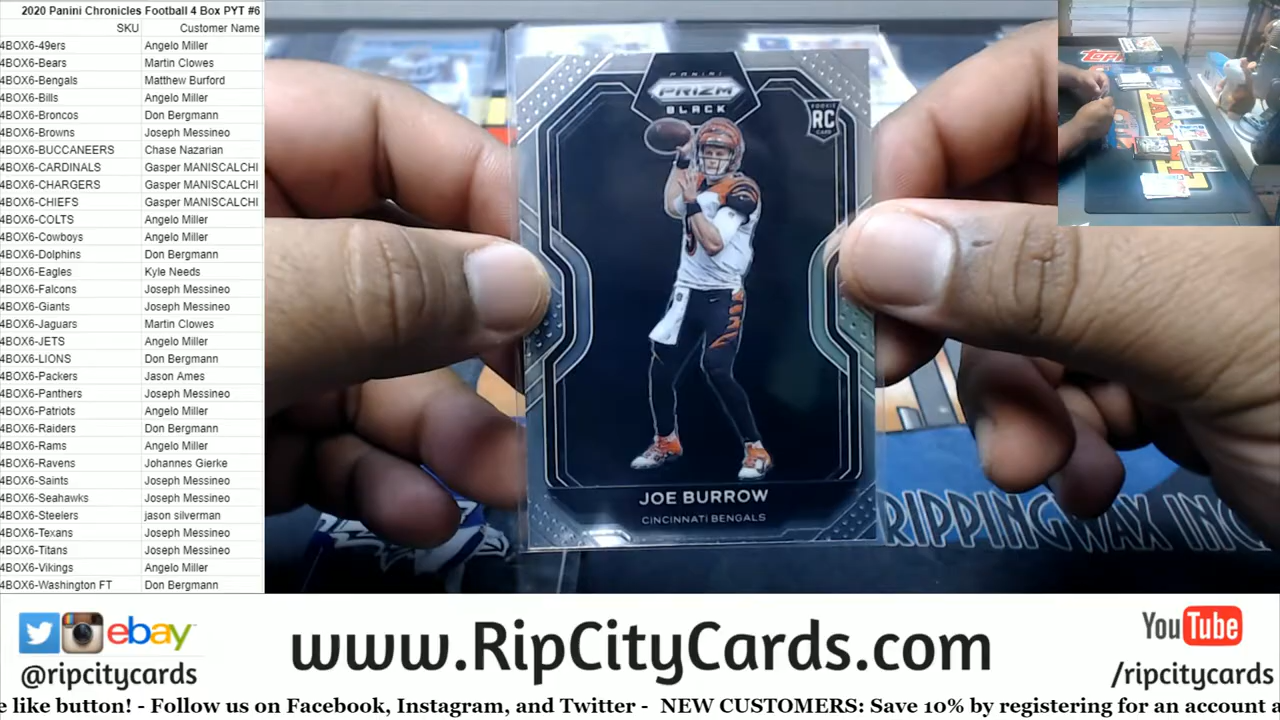 2020 Panini Chronicles Football 4 Box PYT #6
SKU Customer Name
4BOX6-49ers Angelo Miller
4BOX6-Bears Martin Clowes
4BOX6-Bengals Matthew Burford
4BOX6-Bills Angelo Miller
4BOX6-Broncos Don Bergmann
4BOX6-Browns Joseph Messineo
4BOX6-BUCCANEERS Chase Nazarian
4BOX6-CARDINALS Gasper MANISCALCHI
4BOX6-CHARGERS Gasper MANISCALCHI
4BOX6-CHIEFS Gasper MANISCALCHI
4BOX6-COLTS Angelo Miller
4BOX6-Cowboys Angelo Miller
4BOX6-Dolphins Don Bergmann
4BOX6-Eagles Kyle Needs
4BOX6-Falcons Joseph Messineo
4BOX6-Giants Joseph Messineo
4BOX6-Jaguars Martin Clowes
4BOX6-JETS Angelo Miller
4BOX6-LIONS Don Bergmann
4BOX6-Packers Jason Ames
4BOX6-Panthers Joseph Messineo
4BOX6-Patriots Angelo Miller
4BOX6-Raiders Don Bergmann
4BOX6-Rams Angelo Miller
4BOX6-Ravens Johannes Gierke
4BOX6-Saints Joseph Messineo
4BOX6-Seahawks Joseph Messineo
4BOX6-Steelers jason silverman
4BOX6-Texans Joseph Messineo
4BOX6-Titans Joseph Messineo
4BOX6-Vikings Angelo Miller
4BOX6-Washington FT Don Bergmann
PANINI
PRIZM
BLACK
ROOKIE
RC
CARD
JOE BURROW
CINCINNATI BENGALS
RIPPINGWAX INC
Topps
ebay
@ripcitycards
www.RipCityCards.com
YouTube
/ripcitycards
e like button! - Follow us on Facebook, Instagram, and Twitter - NEW CUSTOMERS: Save 10% by registering for an account a